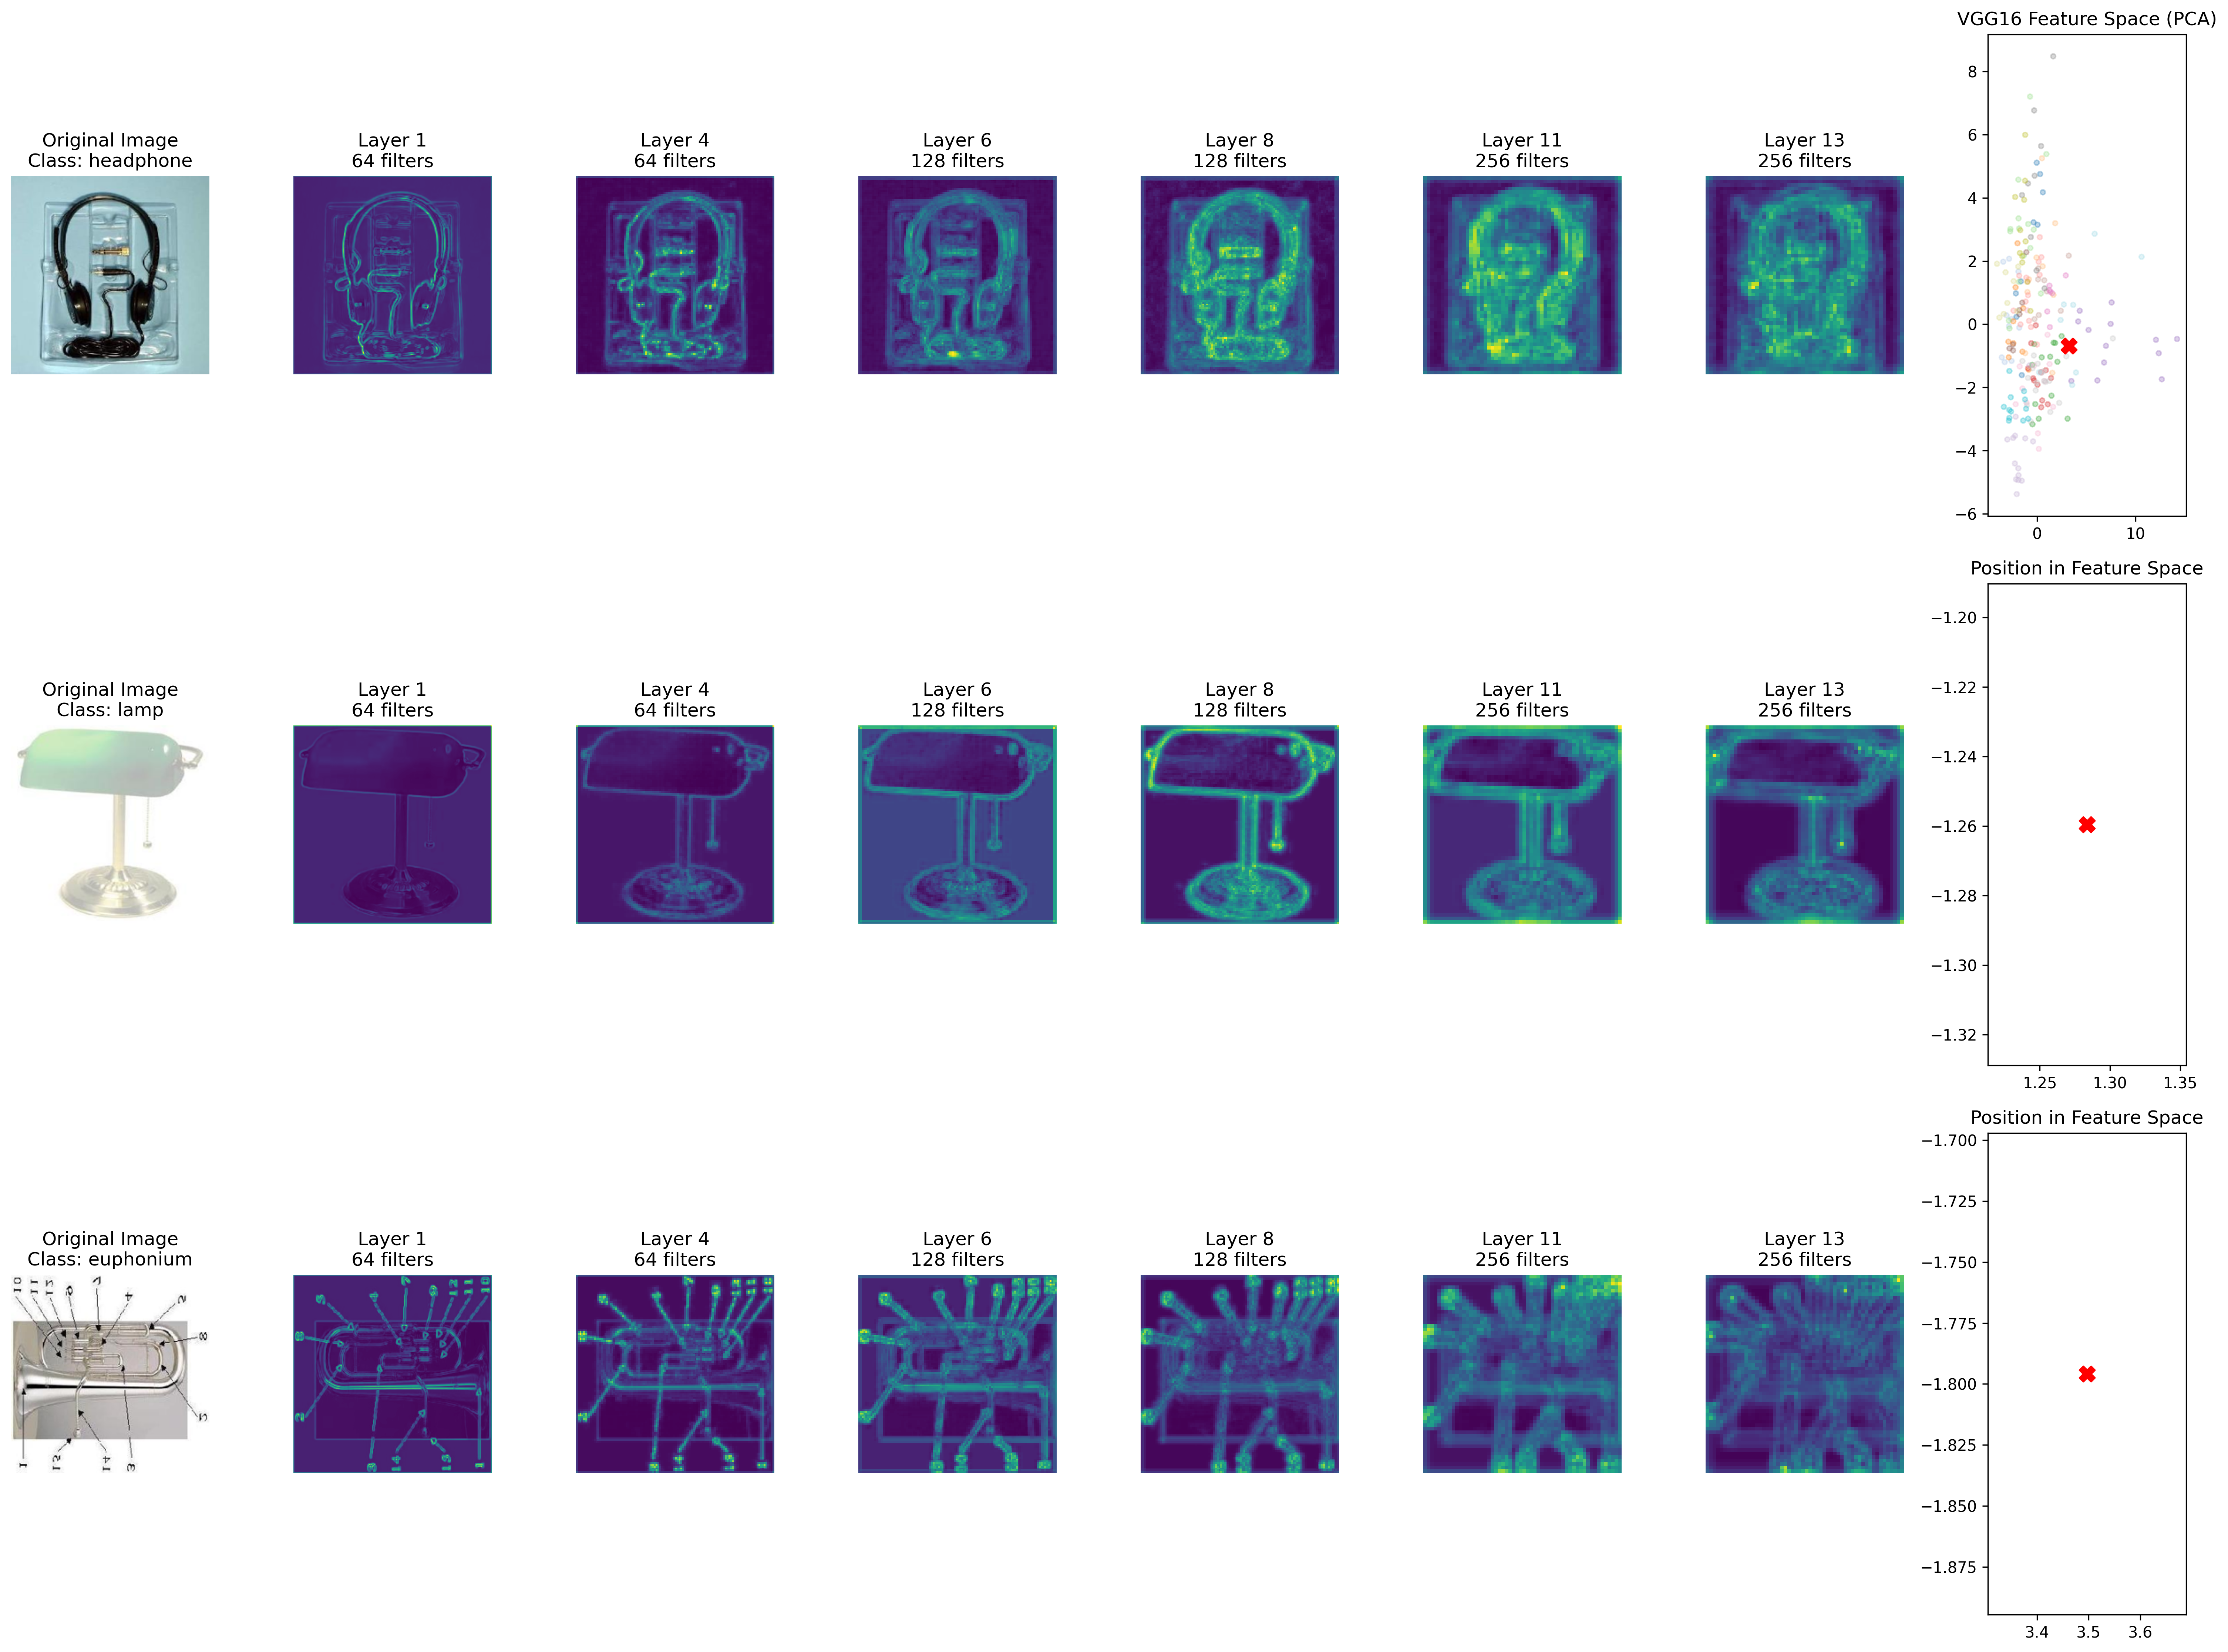 VGG16 Feature Space (PCA)
Original Image
Class: headphone
Layer 1
64 filters
Layer 4
64 filters
Layer 6
128 filters
Layer 8
128 filters
Layer 11
256 filters
Layer 13
256 filters
8
6
4
2
0
−2
−4
−6
0 10
Position in Feature Space
Original Image
Class: lamp
Layer 1
64 filters
Layer 4
64 filters
Layer 6
128 filters
Layer 8
128 filters
Layer 11
256 filters
Layer 13
256 filters
−1.20
−1.22
−1.24
−1.26
−1.28
−1.30
−1.32
1.25 1.30 1.35
Position in Feature Space
Original Image
Class: euphonium
Layer 1
64 filters
Layer 4
64 filters
Layer 6
128 filters
Layer 8
128 filters
Layer 11
256 filters
Layer 13
256 filters
−1.700
−1.725
−1.750
−1.775
−1.800
−1.825
−1.850
−1.875
3.4 3.5 3.6